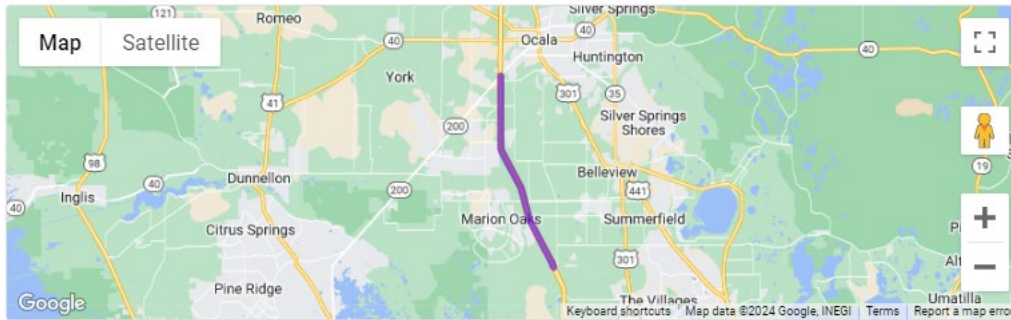 Silver Springs
121
Romeo
40
Map Satellite
40
Ocala
40
Huntington
York
41
301
35
200
Silver Springs
Shores
98
19
Dunnellon
Belleview
40
200
441
Inglis
40
Marion Oaks
Summerfield
Citrus Springs
301
Pine Ridge
The Villages
Umatilla
Google
Keyboard shortcuts Map data ©2024 Google, INEGI Terms Report a map error